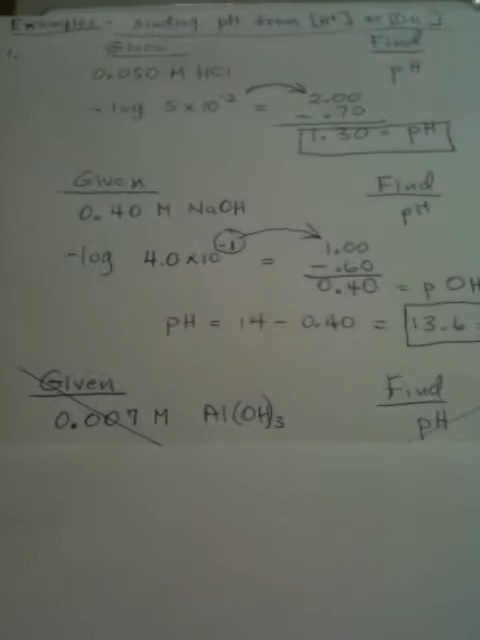 Examples - finding pH from [H+] or [OH-]
1.
Given Find
0.050 M HCl pH
-log 5 x 10⁻² = 2.00
- .70
1.30 = pH
Given Find
0.40 M NaOH pH
-log 4.0 x 10⁻¹ = 1.00
- .60
0.40 = pOH
pH = 14 - 0.40 = 13.6 =
Given Find
0.007 M Al(OH)₃ pH